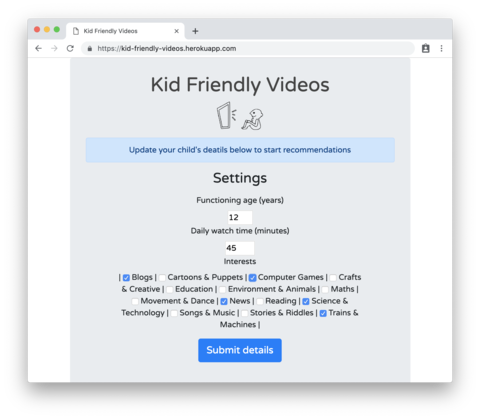 Kid Friendly Videos
https://kid-friendly-videos.herokuapp.com
Kid Friendly Videos
Update your child's deatils below to start recommendations
Settings
Functioning age (years)
12
Daily watch time (minutes)
45
Interests
| Blogs | Cartoons & Puppets | Computer Games | Crafts
& Creative | Education | Environment & Animals | Maths |
Movement & Dance | News | Reading | Science &
Technology | Songs & Music | Stories & Riddles | Trains &
Machines |
Submit details